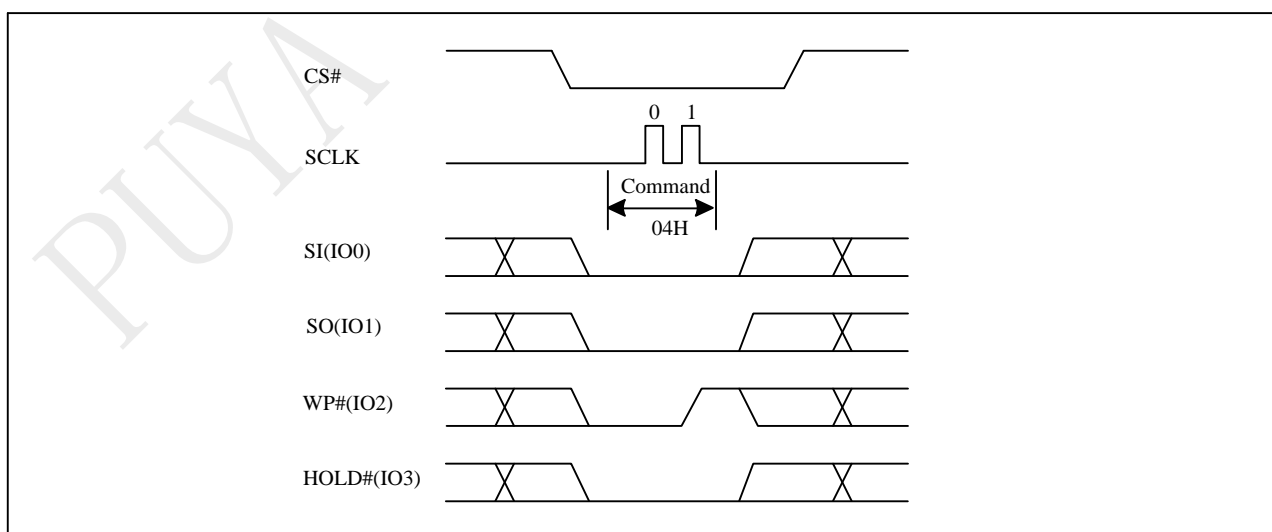 PUYA
CS#
0 1
SCLK
Command
04H
SI(IO0)
SO(IO1)
WP#(IO2)
HOLD#(IO3)